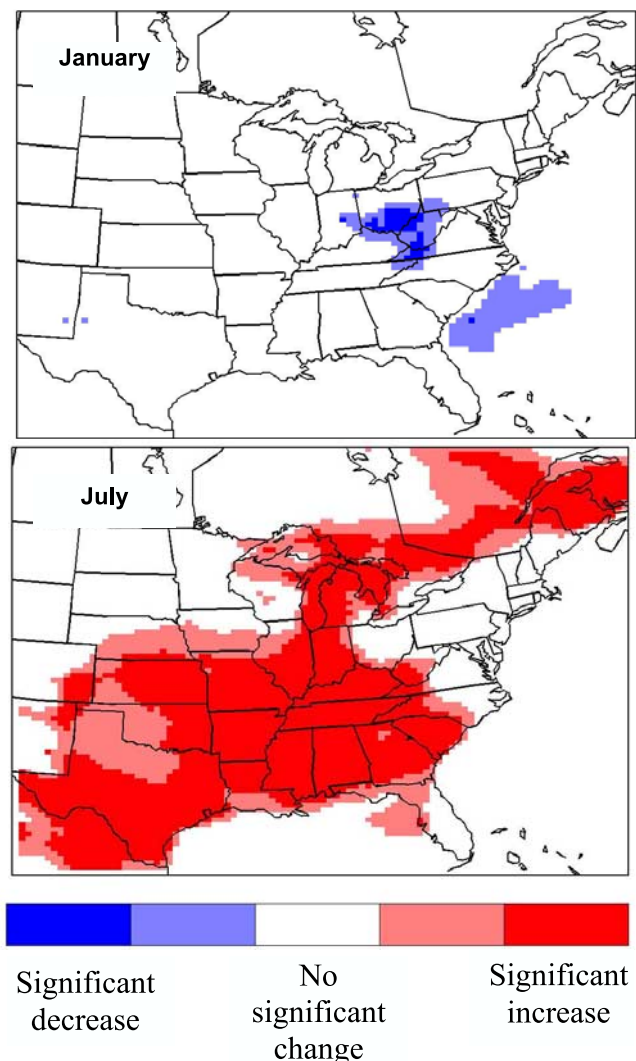 January
July
Significant
decrease
No
significant
change
Significant
increase